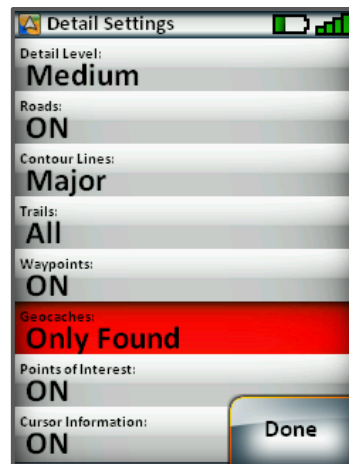 Detail Settings
Detail Level:
Medium
Roads:
ON
Contour Lines:
Major
Trails:
All
Waypoints:
ON
Geocaches:
Only Found
Points of Interest:
ON
Cursor Information:
ON
Done